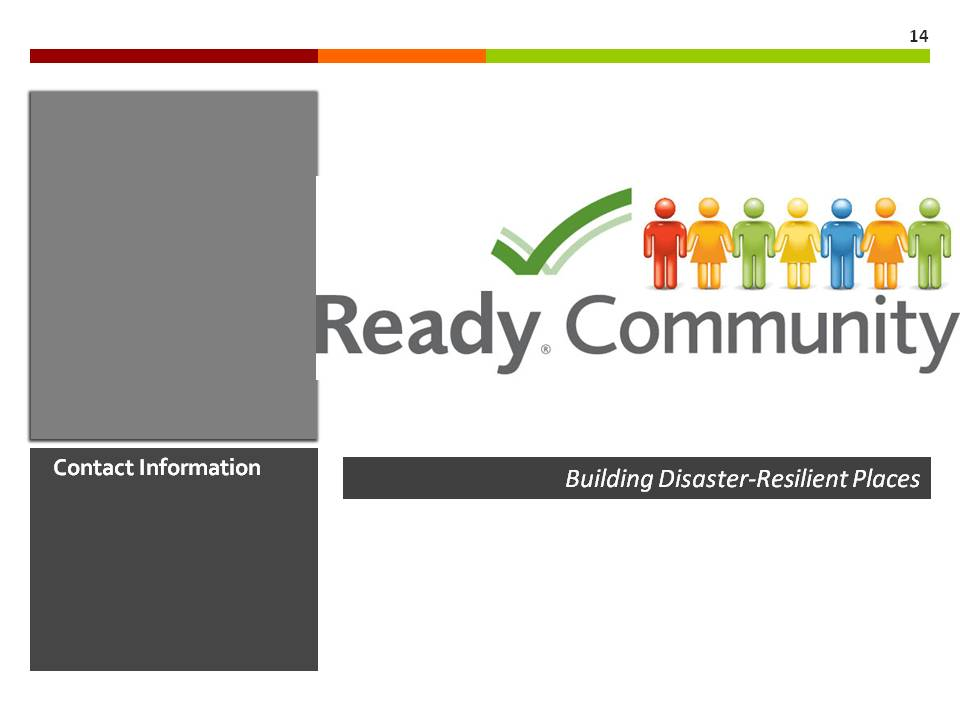 14
Ready® Community
Contact Information
Building Disaster-Resilient Places